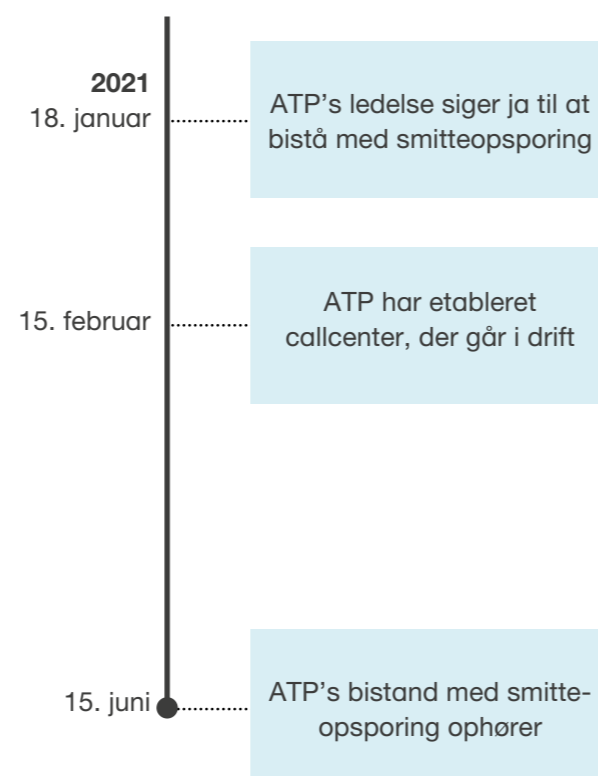 2021
18. januar
ATP’s ledelse siger ja til at
bistå med smitteopsporing
15. februar
ATP har etableret
callcenter, der går i drift
15. juni
ATP’s bistand med smitte-
opsporing ophører